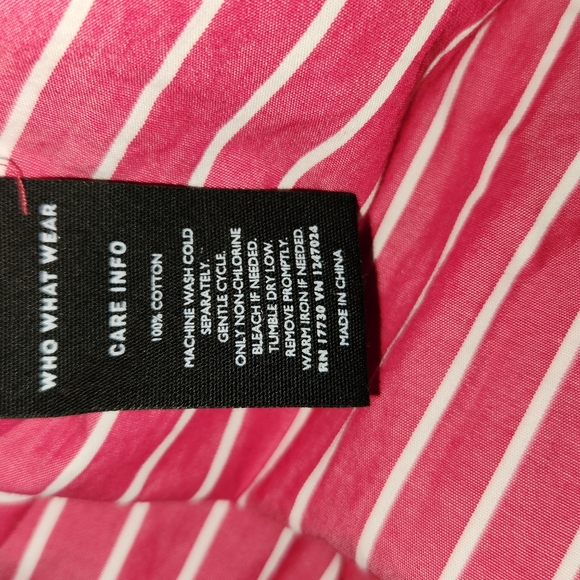 WHO WHAT WEAR
CARE INFO
100% COTTON
MACHINE WASH COLD
SEPARATELY.
GENTLE CYCLE.
ONLY NON-CHLORINE
BLEACH IF NEEDED.
TUMBLE DRY LOW.
REMOVE PROMPTLY.
WARM IRON IF NEEDED.
RN 17730 VN 1247024
MADE IN CHINA